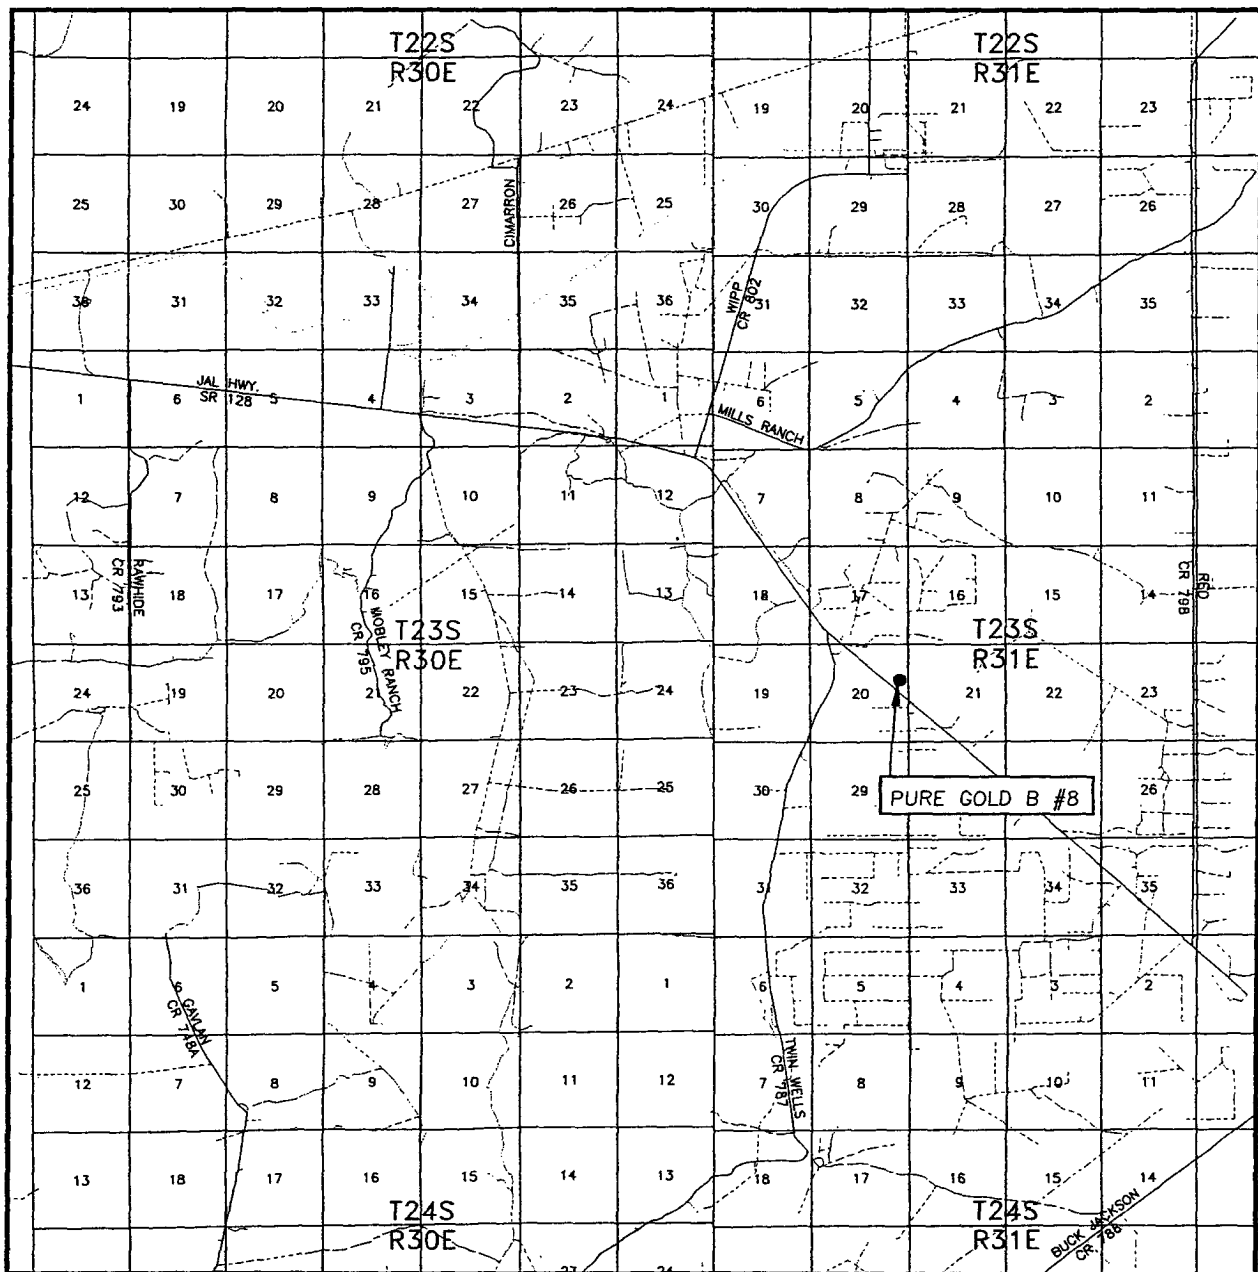 T22S T22S
R30E R31E
24 19 20 21 22 23 24 19 20 21 22 23
25 30 29 28 27 CIMARRON 26 25 30 29 28 27 26
36 31 32 33 34 35 36 WIPP 31 32 33 34 35
CR 802
JAL HWY.
SR 128
1 6 5 4 3 2 1 6 5 4 3 2
MILLS RANCH
12 7 8 9 10 11 12 7 8 9 10 11
RAWHIDE
CR 793
RED
CR 798
13 18 17 16 15 14 13 18 17 16 15 14
MOBLEY RANCH
CR 795
T23S T23S
R30E R31E
24 19 20 21 22 23 24 19 20 21 22 23
25 30 29 28 27 26 25 30 29 PURE GOLD B #8 26
36 31 32 33 34 35 36 31 32 33 34 35
1 6 5 4 3 2 1 6 5 4 3 2
CR 748A
TWIN WELLS
CR 787
12 7 8 9 10 11 12 7 8 9 10 11
13 18 17 16 15 14 13 18 17 16 15 14
T24S T24S
R30E R31E
BUCK JACKSON
CR 788